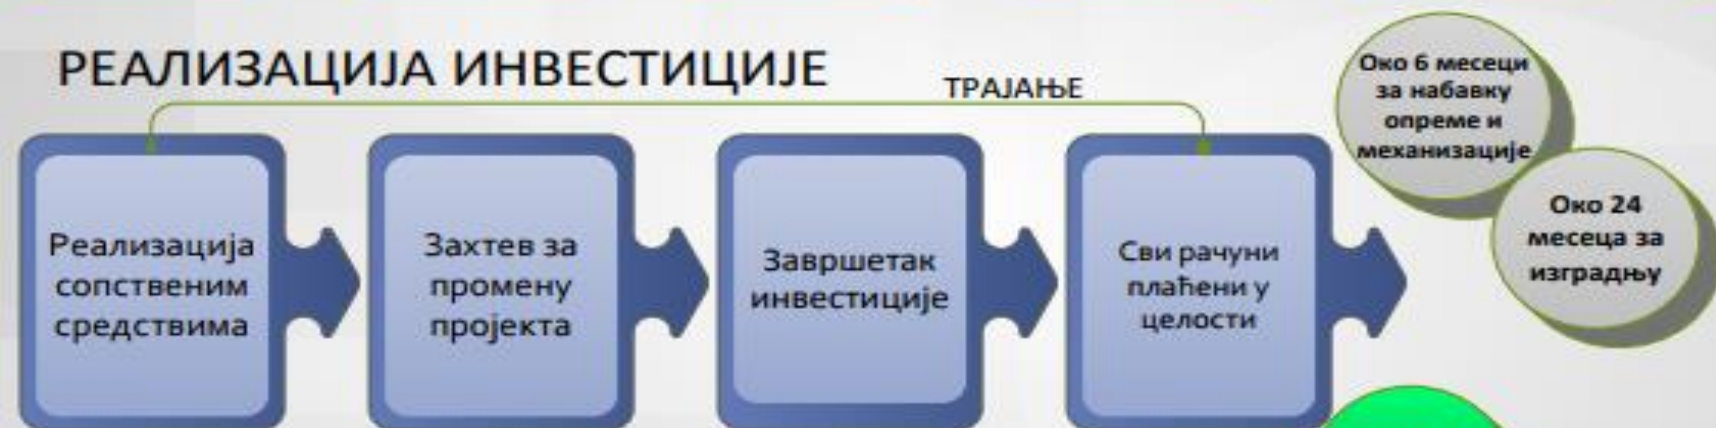 РЕАЛИЗАЦИЈА ИНВЕСТИЦИЈЕ
ТРАЈАЊЕ
Око 6 месеци
за набавку
опреме и
механизације
Око 24
месеца за
изградњу
Реализација
сопственим
средствима
Захтев за
промену
пројекта
Завршетак
инвестиције
Сви рачуни
плаћени у
целости